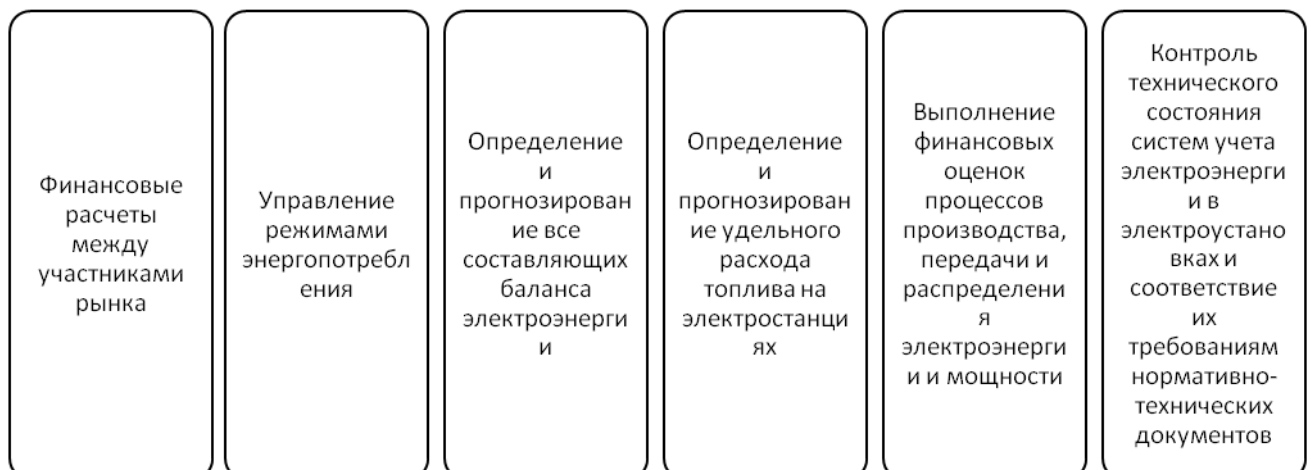 Финансовые
расчеты
между
участниками
рынка
Управление
режимами
энергопотребл
ения
Определение
и
прогнозирован
ие все
составляющих
баланса
электроэнерги
и
Определение
и
прогнозирован
ие удельного
расхода
топлива на
электростанци
ях
Выполнение
финансовых
оценок
процессов
производства,
передачи и
распределени
я
электроэнерги
и и мощности
Контроль
технического
состояния
систем учета
электроэнерги
и в
электроустано
вках и
соответствие
их
требованиям
нормативно-
технических
документов